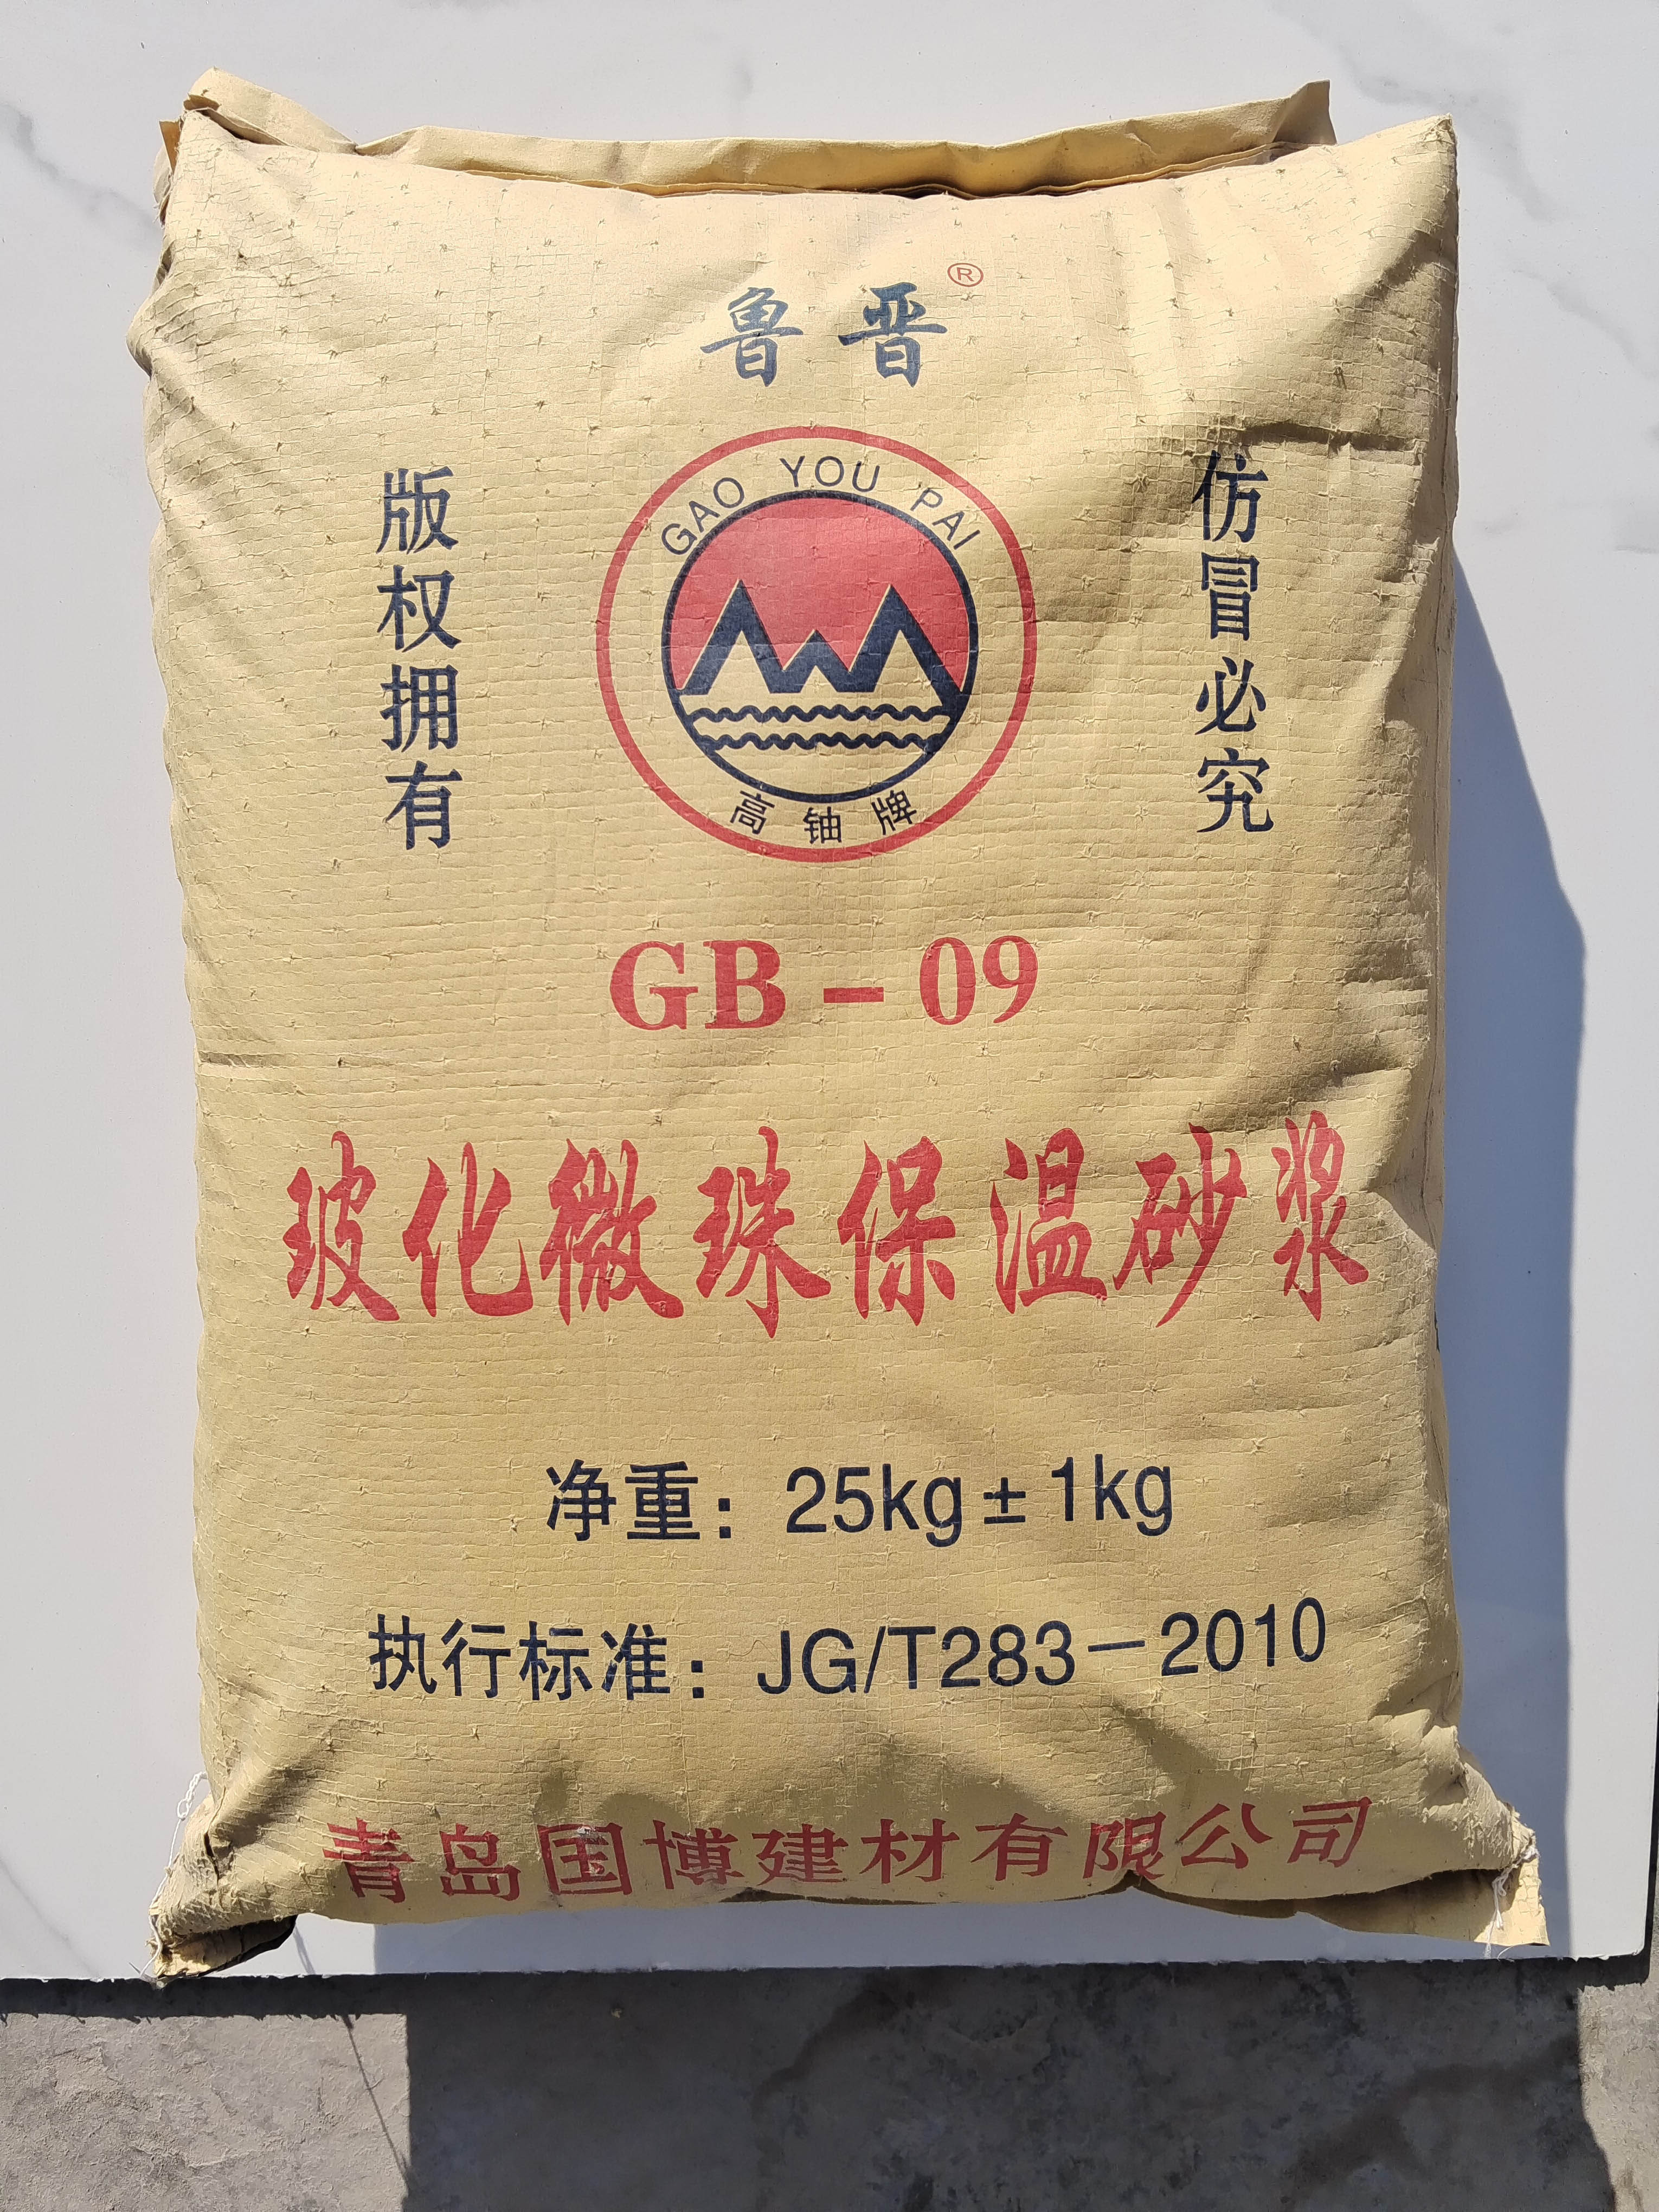 鲁晋®
版权拥有
GAO YOU PAI
高铀牌
仿冒必究
GB-09
玻化微珠保温砂浆
净重：25kg±1kg
执行标准：JG/T283-2010
青岛国博建材有限公司